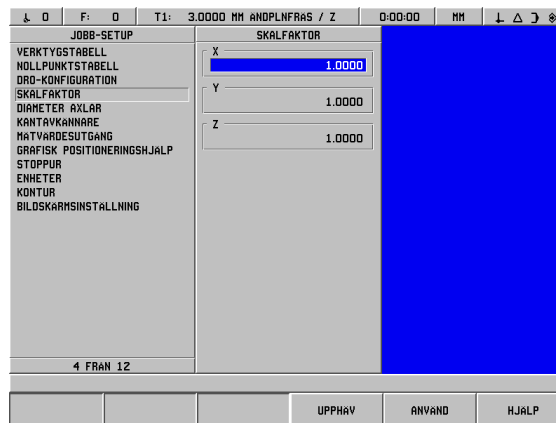 0 F: 0 T1: 3.0000 MM ANDPLNFRAS / Z 0:00:00 MM
JOBB-SETUP
VERKTYGSTABELL
NOLLPUNKTSTABELL
DRO-KONFIGURATION
SKALFAKTOR
DIAMETER AXLAR
KANTAVKANNARE
MATVARDESUTGANG
GRAFISK POSITIONERINGSHJALP
STOPPUR
ENHETER
KONTUR
BILDSKARMSINSTALLNING
4 FRAN 12
SKALFAKTOR
X
1.0000
Y
1.0000
Z
1.0000
UPPHAV ANVAND HJALP